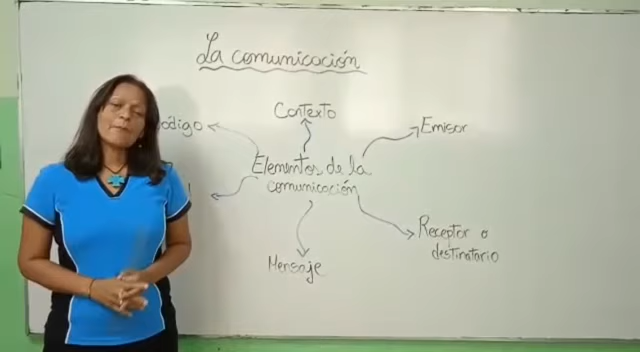 La comunicación
Contexto
ódigo
Emisor
Elementos de la
comunicación
Receptor o
destinatario
Mensaje